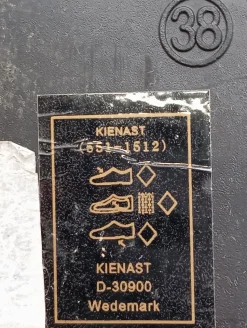 38
KIENAST
(551-1512)
KIENAST
D-30900
Wedemark